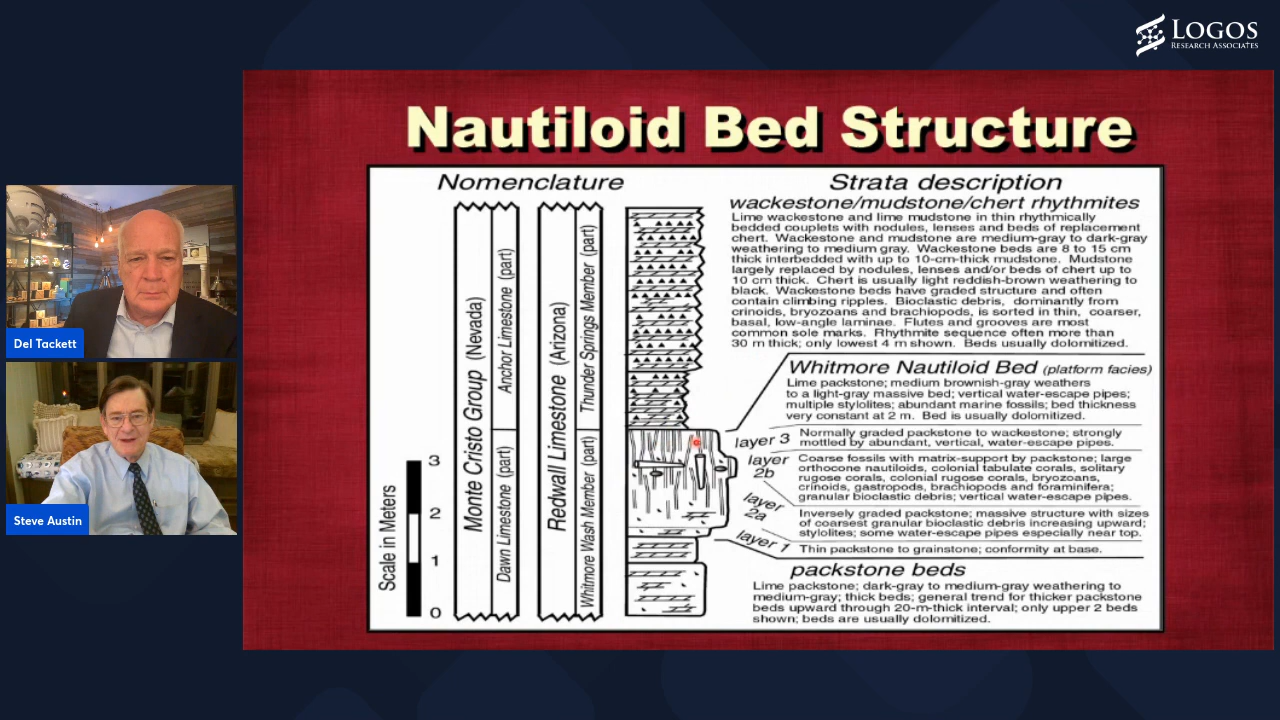 LOGOS
RESEARCH ASSOCIATES
Nautiloid Bed Structure
Nomenclature
Monte Cristo Group (Nevada)
Anchor Limestone (part)
Dawn Limestone (part)
Redwall Limestone (Arizona)
Thunder Springs Member (part)
Whitmore Wash Member (part)
Scale in Meters
3
2
1
0
Strata description
wackestone/mudstone/chert rhythmites
Lime wackestone and lime mudstone in thin rhythmically
bedded couplets with nodules, lenses and beds of replacement
chert. Wackestone and mudstone are medium-gray to dark-gray
weathering to medium gray. Wackestone beds are 8 to 15 cm
thick interbedded with up to 10-cm-thick mudstone. Mudstone
largely replaced by nodules, lenses and/or beds of chert up to
10 cm thick. Chert is usually light reddish-brown weathering to
black. Wackestone beds have graded structure and often
contain climbing ripples. Bioclastic debris, dominantly from
crinoids, bryozoans and brachiopods, is sorted in thin, coarser,
basal, low-angle laminae. Flutes and grooves are most
common sole marks. Rhythmite sequence often more than
30 m thick; only lowest 4 m shown. Beds usually dolomitized.
Whitmore Nautiloid Bed (platform facies)
Lime packstone; medium brownish-gray weathers
to a light-gray massive bed; vertical water-escape pipes;
multiple stylolites; abundant marine fossils; bed thickness
very constant at 2 m. Bed is usually dolomitized.
layer 3
Normally graded packstone to wackestone; strongly
mottled by abundant, vertical, water-escape pipes.
layer
2b
Coarse fossils with matrix-support by packstone; large
orthocone nautiloids, colonial tabulate corals, solitary
rugose corals, colonial rugose corals, bryozoans,
crinoids, gastropods, brachiopods and foraminifera;
granular bioclastic debris; vertical water-escape pipes.
layer
2a
Inversely graded packstone; massive structure with sizes
of coarsest granular bioclastic debris increasing upward;
stylolites; some water-escape pipes especially near top.
layer 1
Thin packstone to grainstone; conformity at base.
packstone beds
Lime packstone; dark-gray to medium-gray weathering to
medium-gray; thick beds; general trend for thicker packstone
beds upward through 20-m-thick interval; only upper 2 beds
shown; beds are usually dolomitized.
Del Tackett
Steve Austin